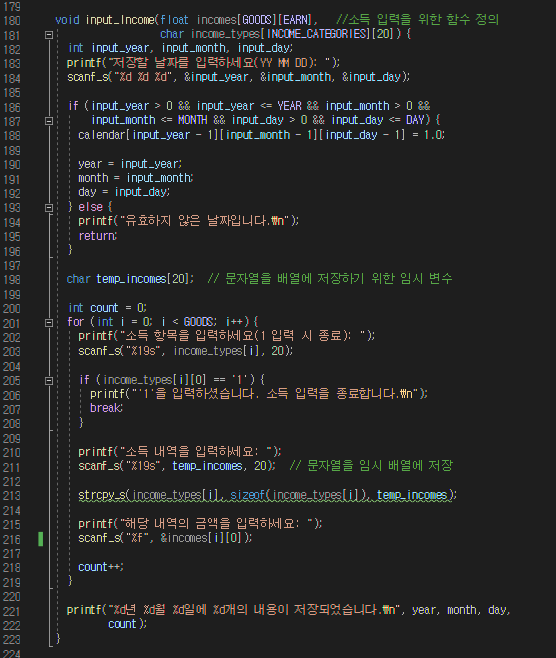 179
180 void input_Income(float incomes[GOODS][EARN], //소득 입력을 위한 함수 정의
181 char income_types[INCOME_CATEGORIES][20]) {
182 int input_year, input_month, input_day;
183 printf("저장할 날짜를 입력하세요(YY MM DD): ");
184 scanf_s("%d %d %d", &input_year, &input_month, &input_day);
185
186 if (input_year > 0 && input_year <= YEAR && input_month > 0 &&
187 input_month <= MONTH && input_day > 0 && input_day <= DAY) {
188 calendar[input_year - 1][input_month - 1][input_day - 1] = 1.0;
189
190 year = input_year;
191 month = input_month;
192 day = input_day;
193 } else {
194 printf("유효하지 않은 날짜입니다.₩n");
195 return;
196 }
197
198 char temp_incomes[20]; // 문자열을 배열에 저장하기 위한 임시 변수
199
200 int count = 0;
201 for (int i = 0; i < GOODS; i++) {
202 printf("소득 항목을 입력하세요(1 입력 시 종료): ");
203 scanf_s("%19s", income_types[i], 20);
204
205 if (income_types[i][0] == '1') {
206 printf("'1'을 입력하셨습니다. 소득 입력을 종료합니다.₩n");
207 break;
208 }
209
210 printf("소득 내역을 입력하세요: ");
211 scanf_s("%19s", temp_incomes, 20); // 문자열을 임시 배열에 저장
212
213 strcpy_s(income_types[i], sizeof(income_types[i]), temp_incomes);
214
215 printf("해당 내역의 금액을 입력하세요: ");
216 scanf_s("%f", &incomes[i][0]);
217
218 count++;
219 }
220
221 printf("%d년 %d월 %d일에 %d개의 내용이 저장되었습니다.₩n", year, month, day,
222 count);
223 }
224